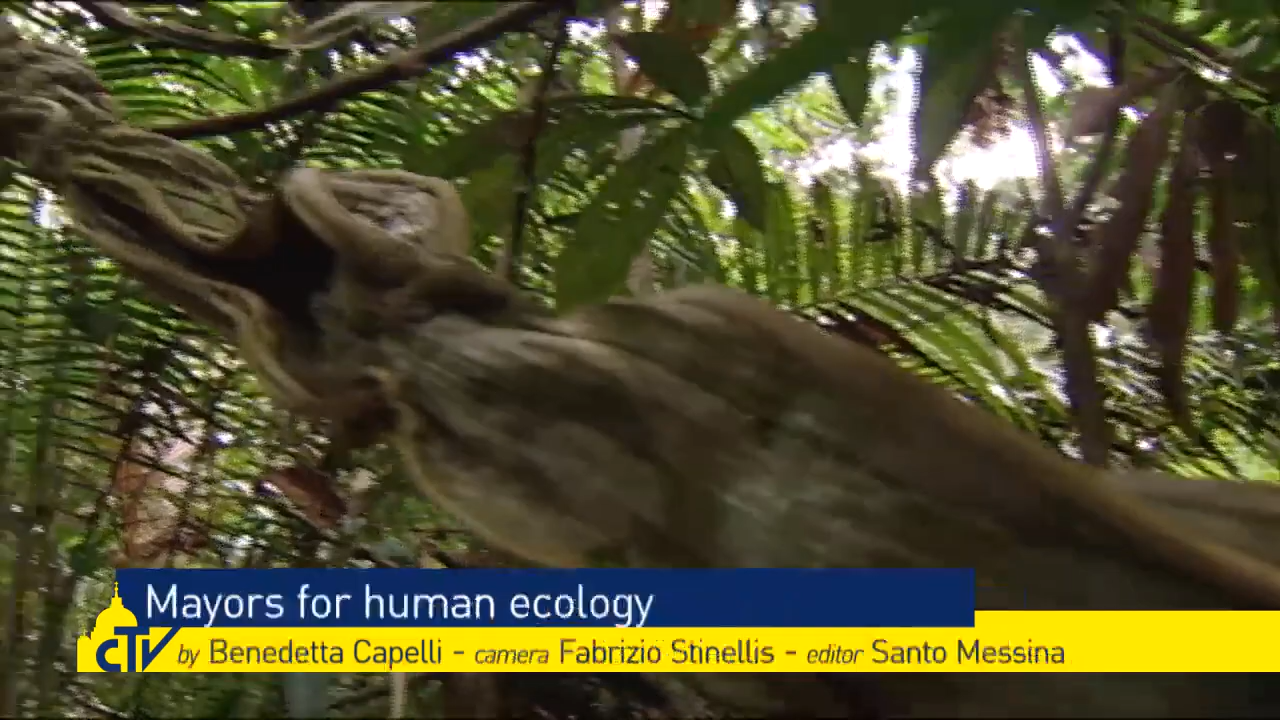 Mayors for human ecology
CTV by Benedetta Capelli - camera Fabrizio Stinellis - editor Santo Messina